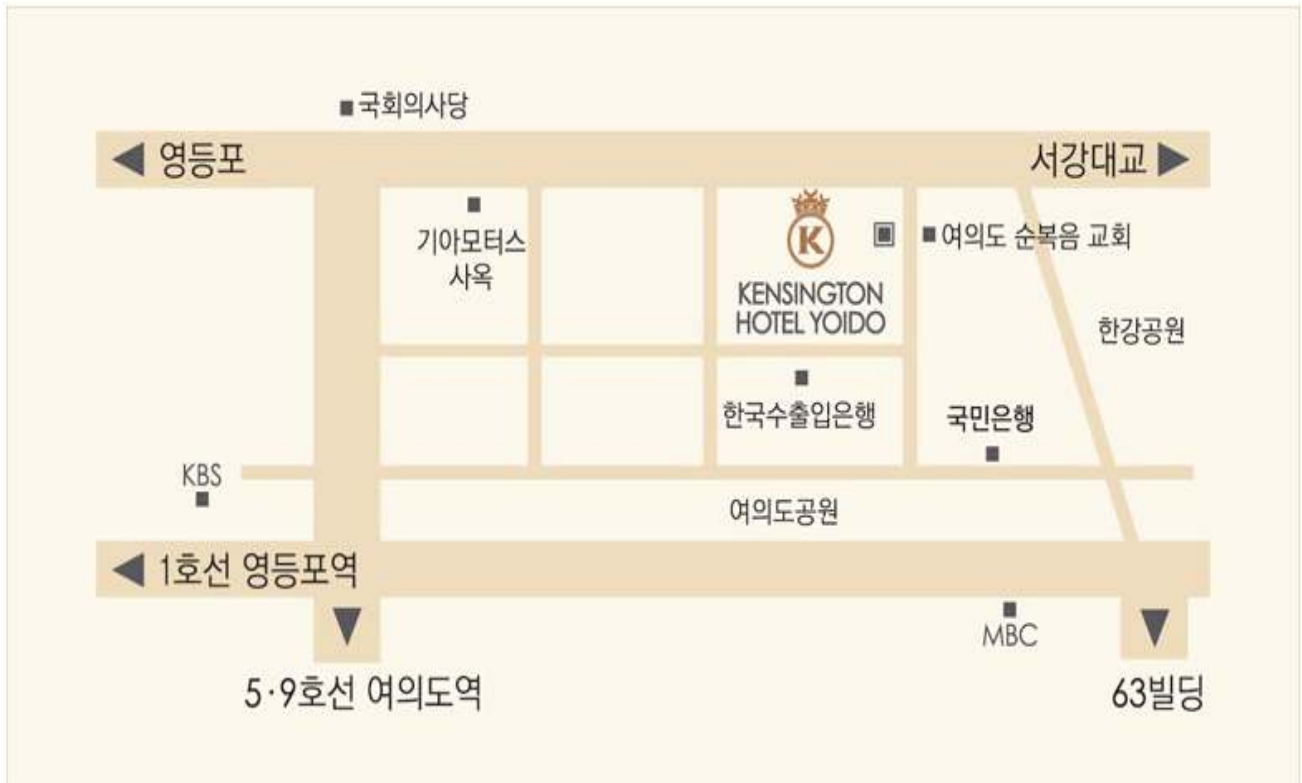 국회의사당
영등포
서강대교
기아모터스
사옥
K
여의도 순복음 교회
KENSINGTON
HOTEL YOIDO
한강공원
한국수출입은행
국민은행
KBS
여의도공원
1호선 영등포역
MBC
5·9호선 여의도역
63빌딩